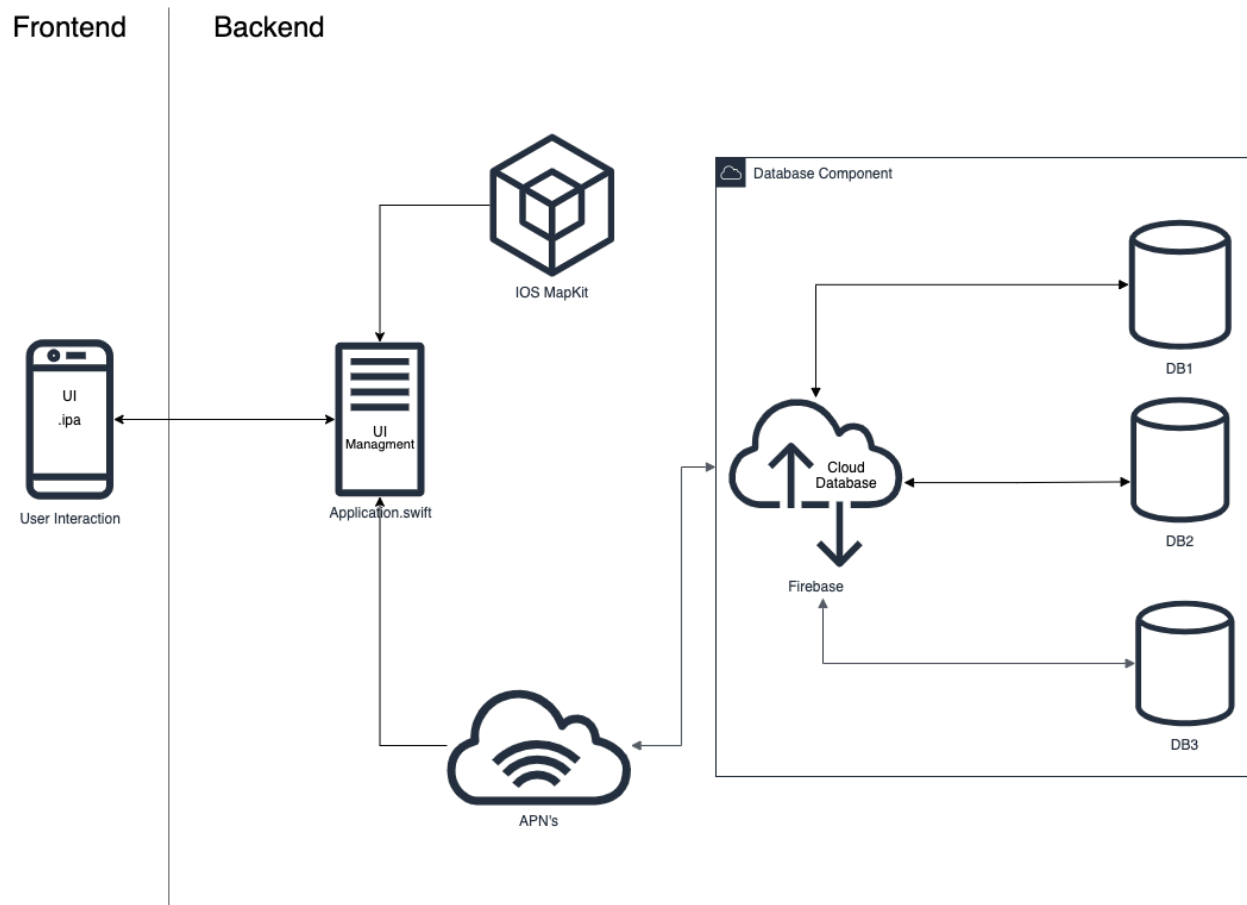 Frontend
Backend
IOS MapKit
Database Component
DB1
UI
.ipa
User Interaction
UI
Managment
Application.swift
Cloud
Database
Firebase
DB2
DB3
APN's